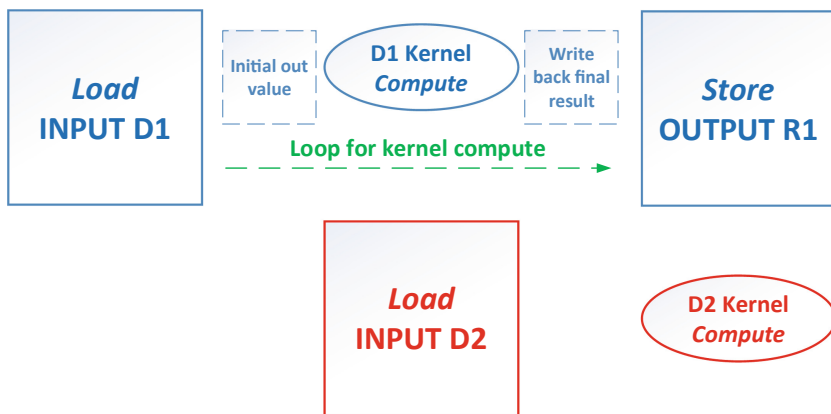 Load
INPUT D1
Initial out
value
D1 Kernel
Compute
Write
back final
result
Store
OUTPUT R1
Loop for kernel compute
Load
INPUT D2
D2 Kernel
Compute